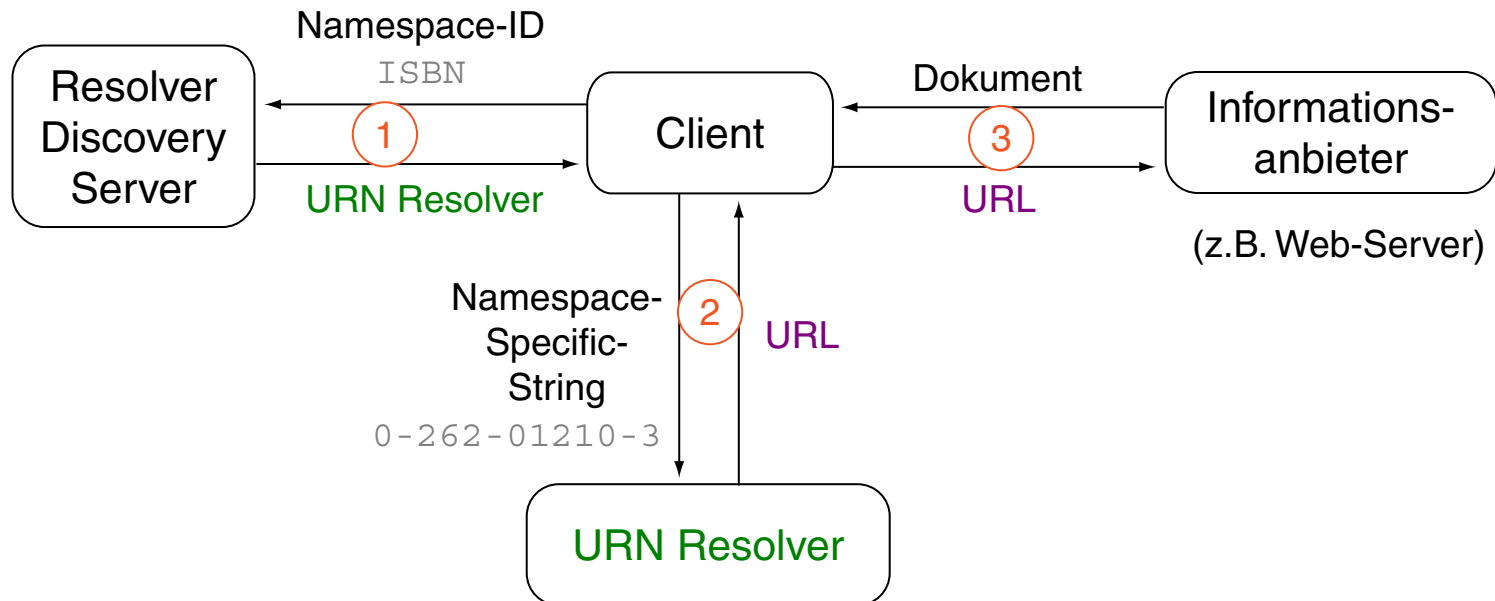 Namespace-ID
ISBN
Resolver
Discovery
Server
1
URN Resolver
Client
Dokument
3
URL
Informations-
anbieter
(z.B. Web-Server)
Namespace-
Specific-
String
0-262-01210-3
2
URL
URN Resolver